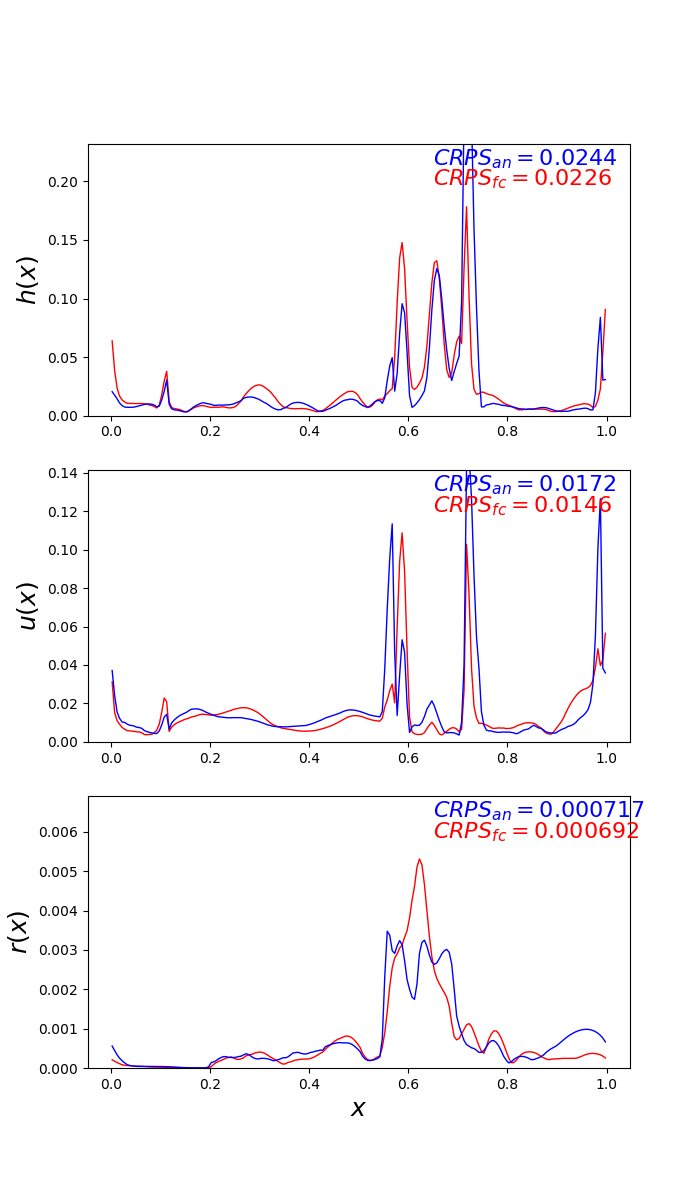 CRPS_an = 0.0244
CRPS_fc = 0.0226
h(x)
0.20
0.15
0.10
0.05
0.00
0.0 0.2 0.4 0.6 0.8 1.0
CRPS_an = 0.0172
CRPS_fc = 0.0146
u(x)
0.14
0.12
0.10
0.08
0.06
0.04
0.02
0.00
0.0 0.2 0.4 0.6 0.8 1.0
CRPS_an = 0.000717
CRPS_fc = 0.000692
r(x)
0.006
0.005
0.004
0.003
0.002
0.001
0.000
0.0 0.2 0.4 0.6 0.8 1.0
x